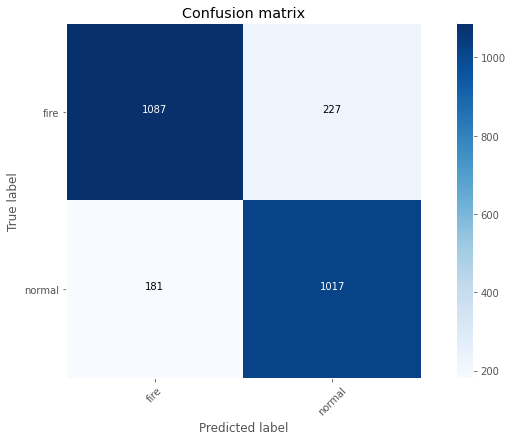 Confusion matrix
True label
fire
1087
227
normal
181
1017
fire
normal
Predicted label
1000
800
600
400
200